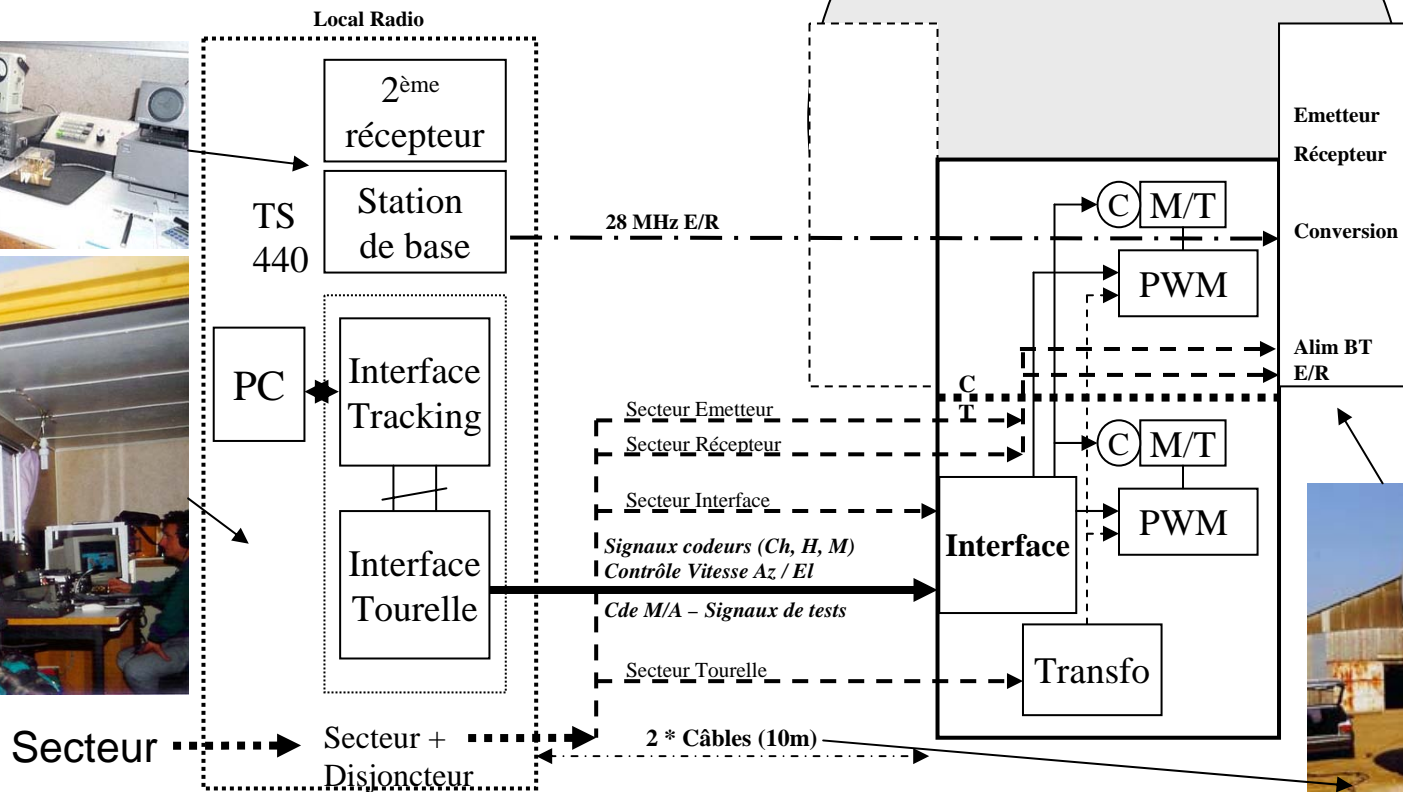 Local Radio
2ème
récepteur
TS
440
Station
de base
28 MHz E/R
PC
Interface
Tracking
Interface
Tourelle
Secteur
Secteur +
Disjoncteur
Secteur Emetteur
Secteur Récepteur
Secteur Interface
Signaux codeurs (Ch, H, M)
Contrôle Vitesse Az / El
Cde M/A – Signaux de tests
Secteur Tourelle
2 * Câbles (10m)
C
M/T
PWM
C
T
C
M/T
PWM
Interface
Transfo
Emetteur
Récepteur
Conversion
Alim BT
E/R